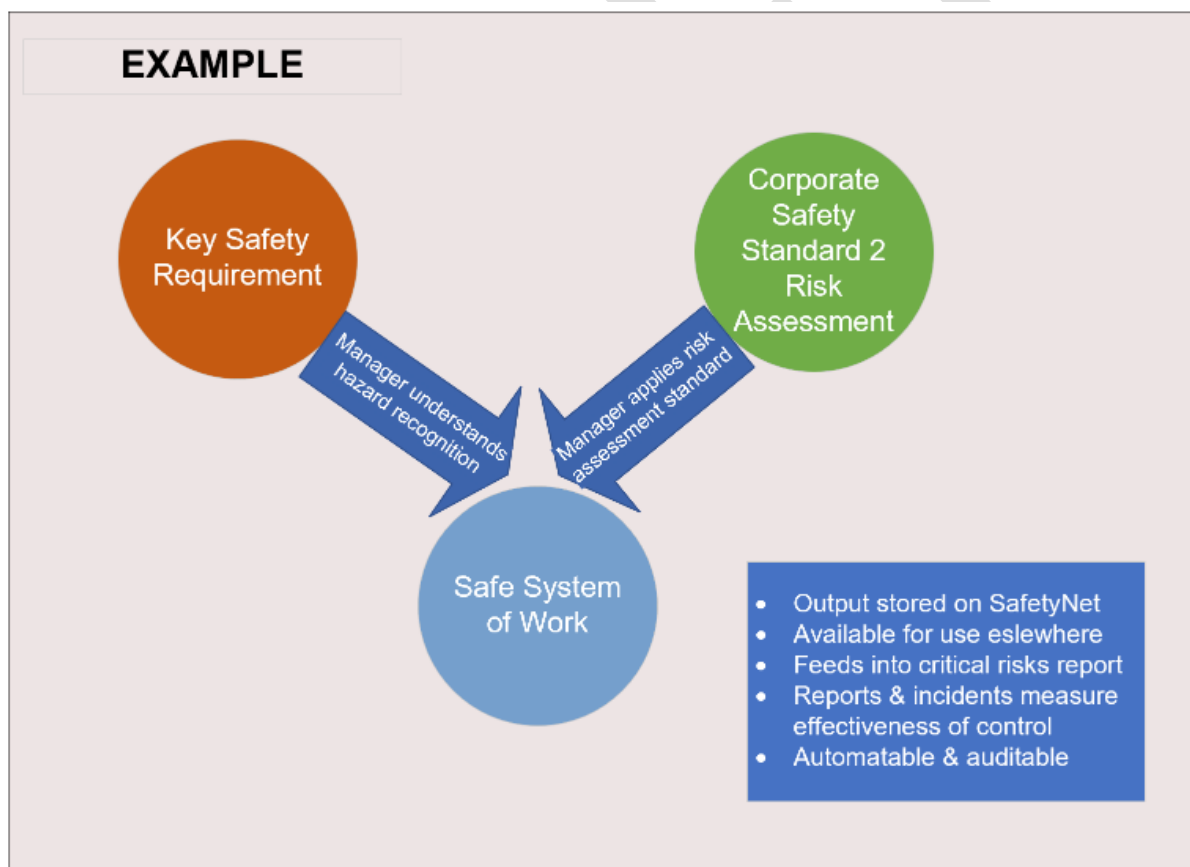 EXAMPLE
Key Safety
Requirement
Corporate
Safety
Standard 2
Risk
Assessment
Manager understands
hazard recognition
Manager applies risk
assessment standard
Safe System
of Work
• Output stored on SafetyNet
• Available for use eslewhere
• Feeds into critical risks report
• Reports & incidents measure
effectiveness of control
• Automatable & auditable